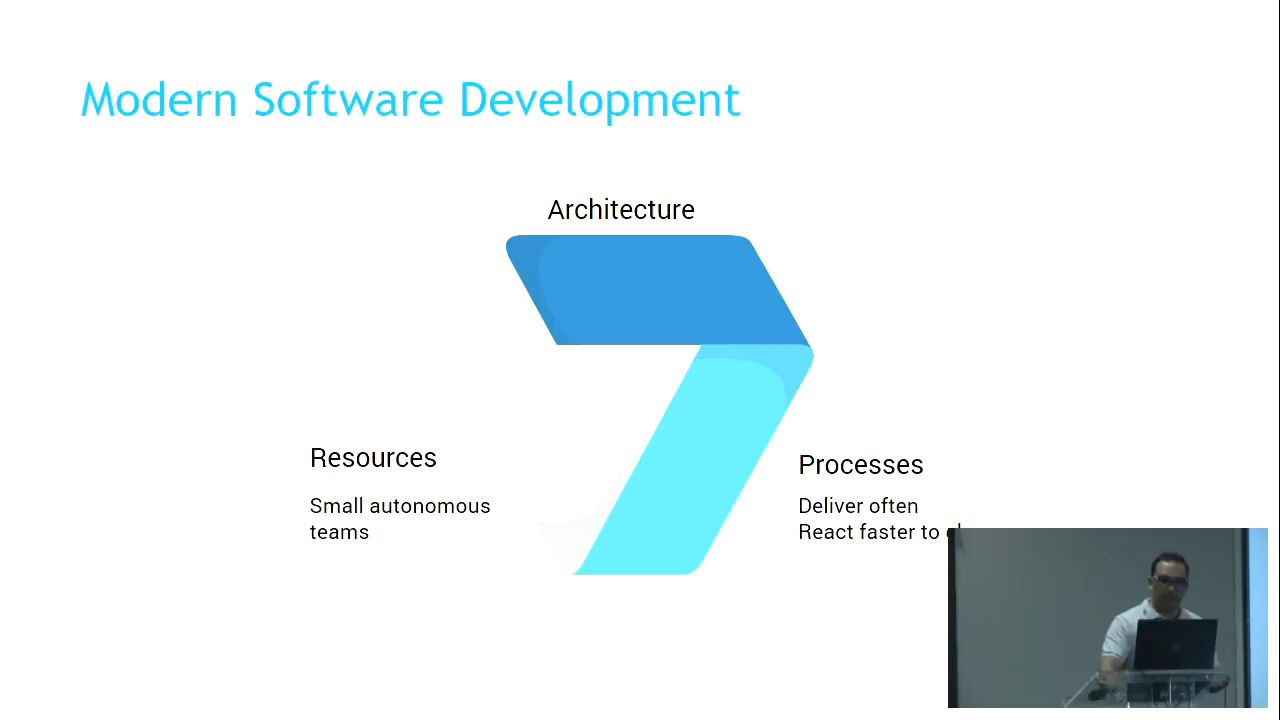 Modern Software Development
Architecture
Resources
Small autonomous
teams
Processes
Deliver often
React faster to